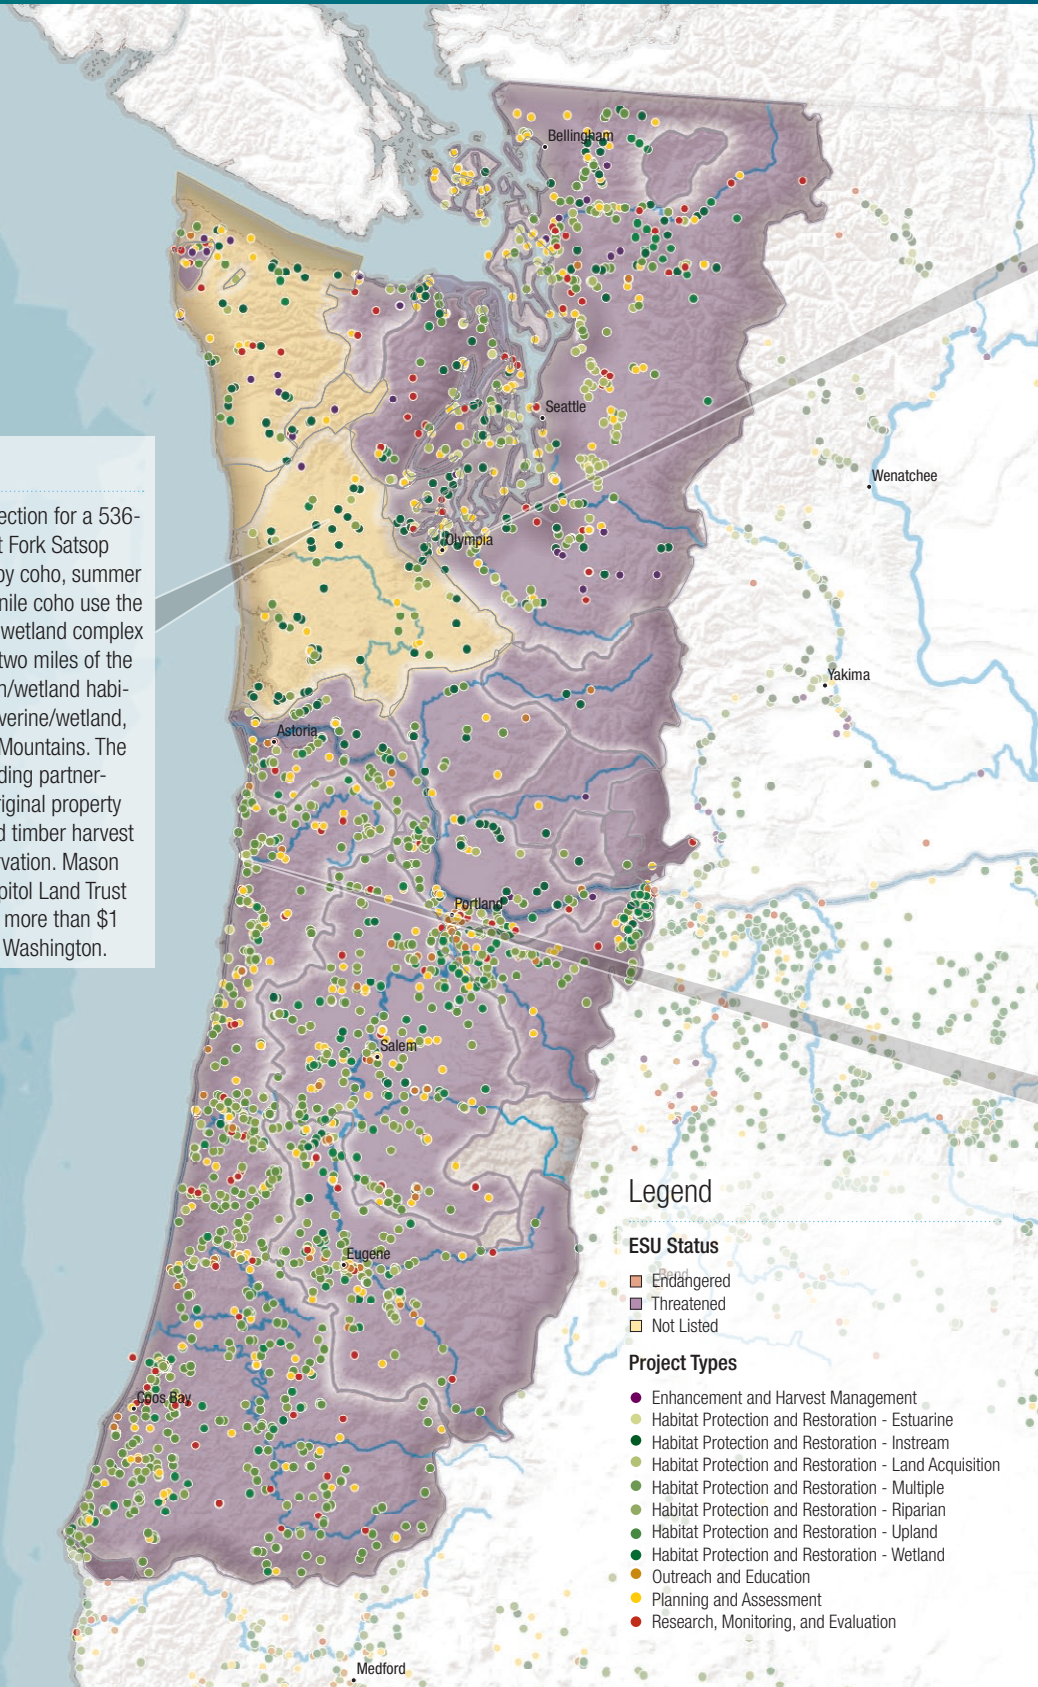 Bellingham
Seattle
Wenatchee
ection for a 536-
t Fork Satsop
by coho, summer
nile coho use the
wetland complex
two miles of the
n/wetland habi-
verine/wetland,
Mountains. The
ding partner-
riginal property
d timber harvest
rvation. Mason
pitol Land Trust
more than $1
Washington.
Olympia
Yakima
Astoria
Portland
Salem
Eugene
Coos Bay
Medford
Bend
Legend
ESU Status
Endangered
Threatened
Not Listed
Project Types
Enhancement and Harvest Management
Habitat Protection and Restoration - Estuarine
Habitat Protection and Restoration - Instream
Habitat Protection and Restoration - Land Acquisition
Habitat Protection and Restoration - Multiple
Habitat Protection and Restoration - Riparian
Habitat Protection and Restoration - Upland
Habitat Protection and Restoration - Wetland
Outreach and Education
Planning and Assessment
Research, Monitoring, and Evaluation